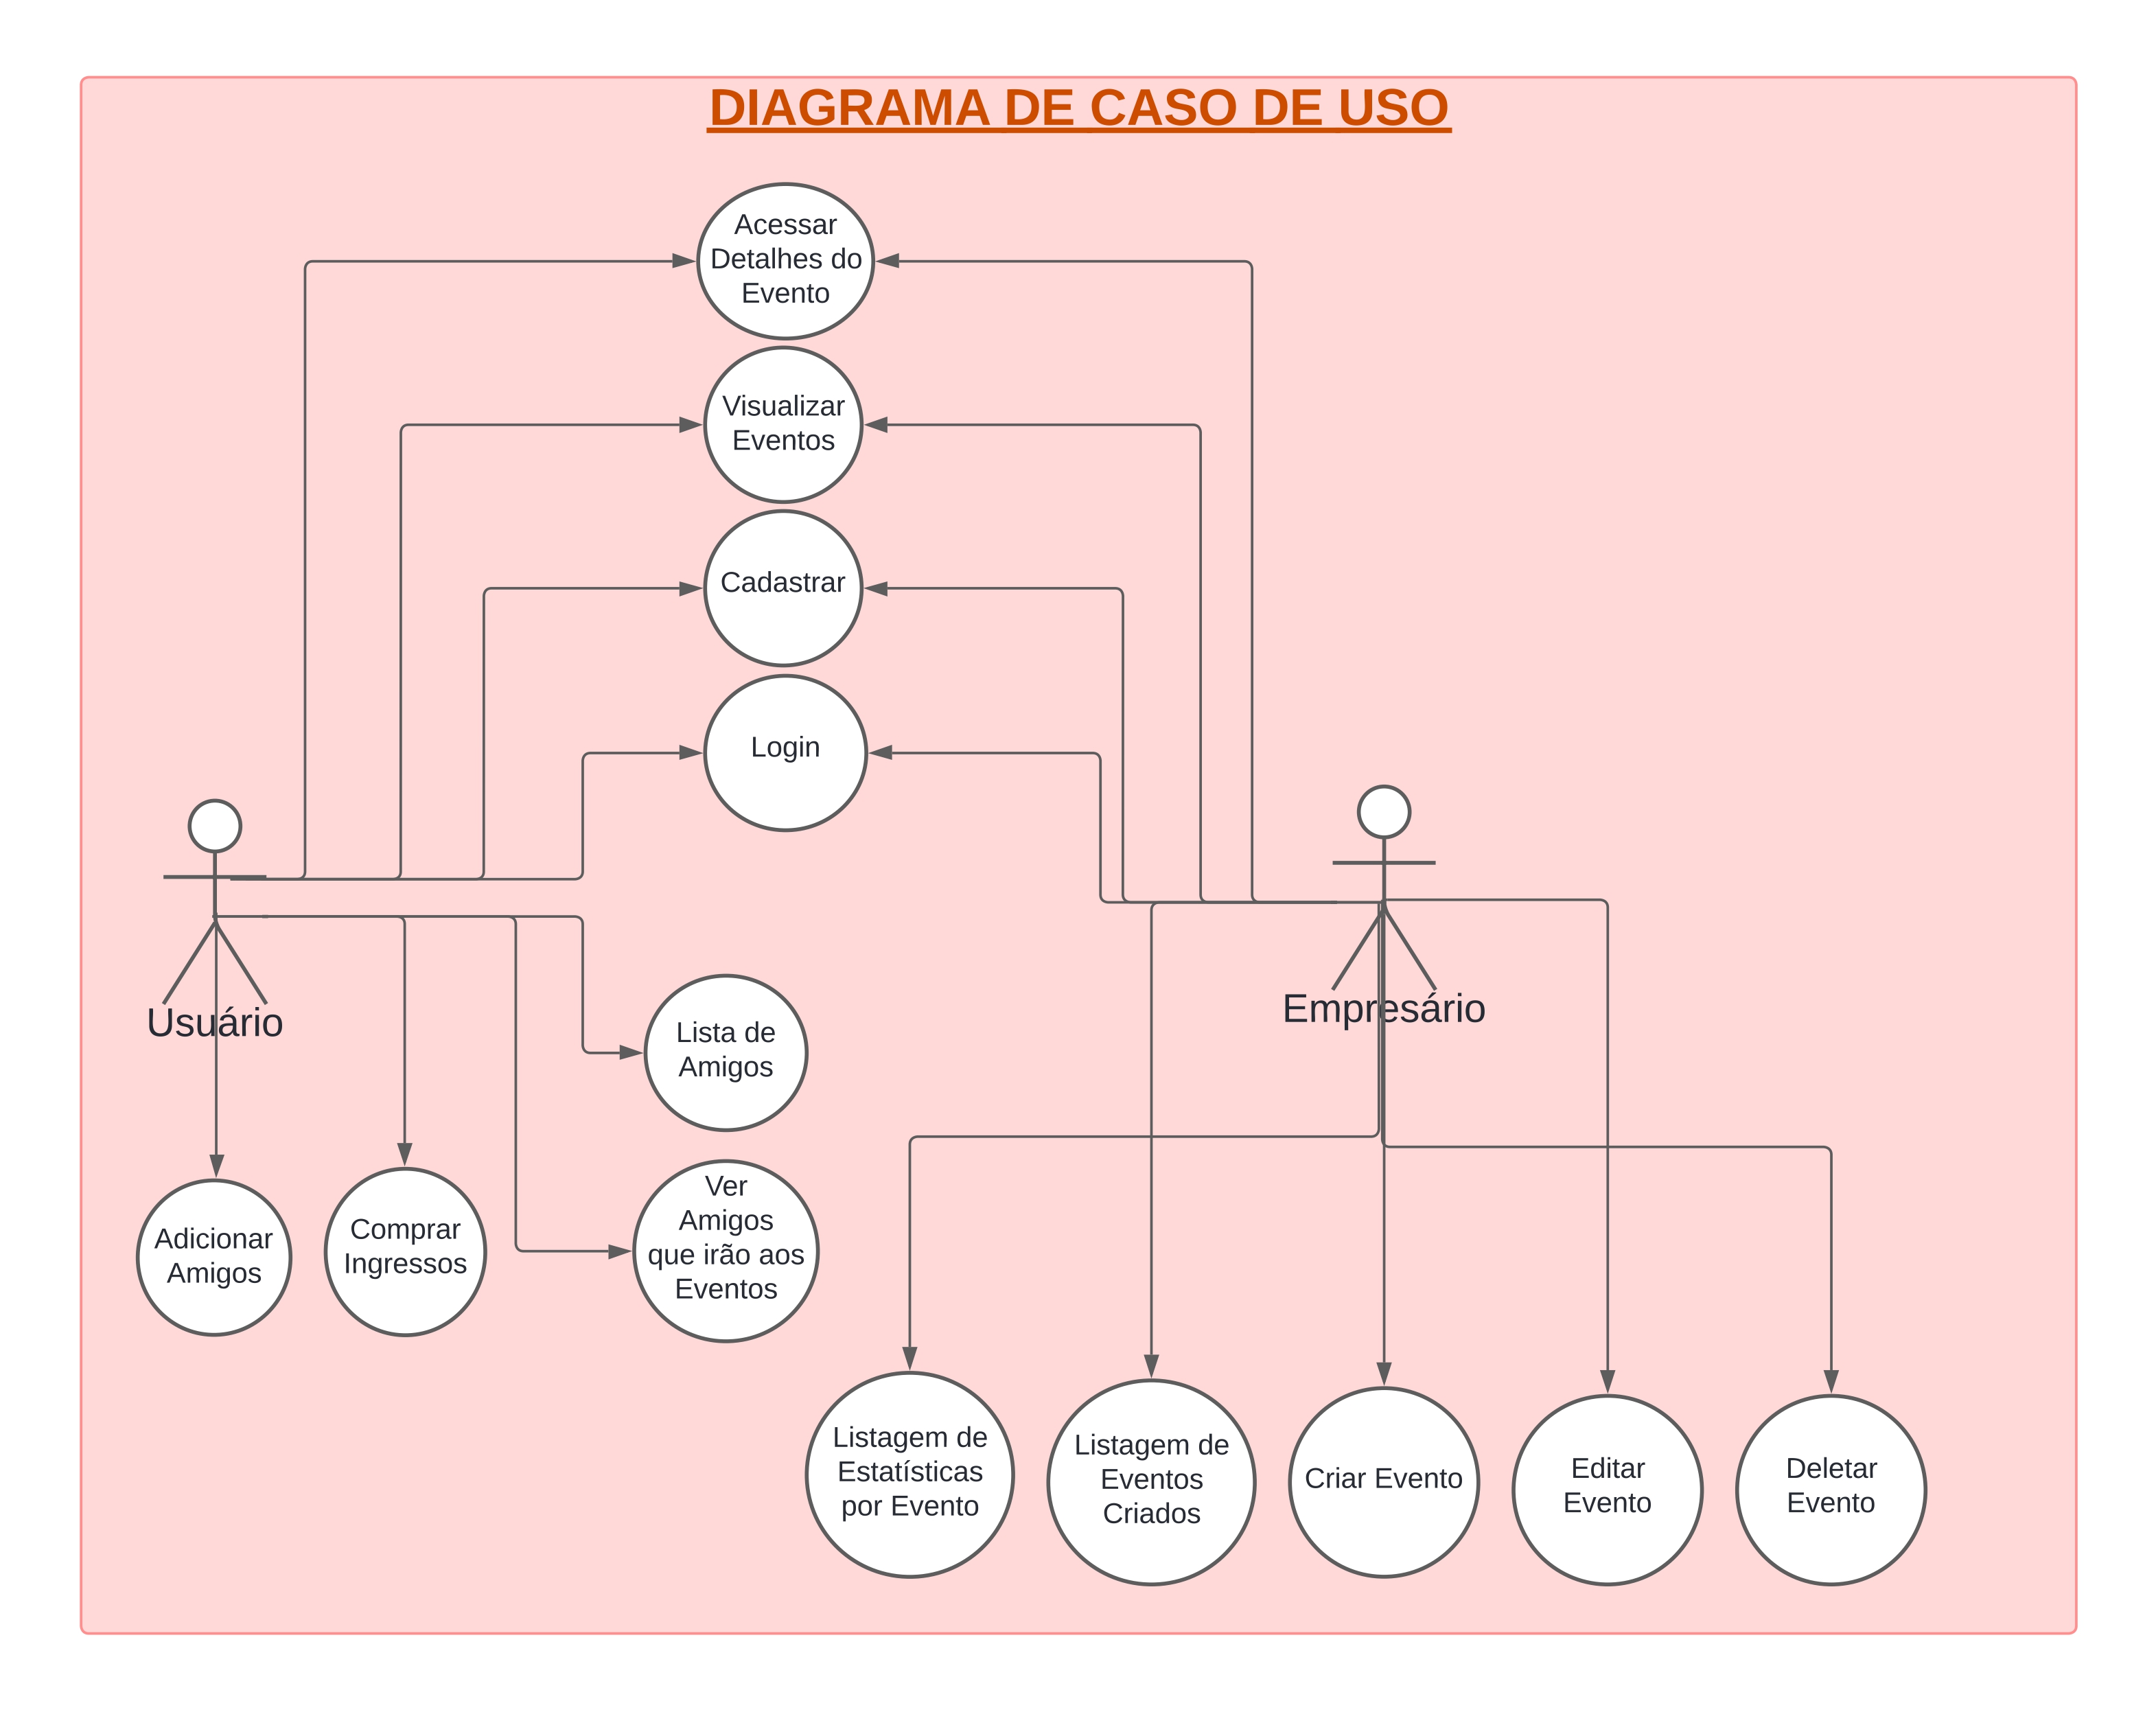 DIAGRAMA DE CASO DE USO
Acessar
Detalhes do
Evento
Visualizar
Eventos
Cadastrar
Login
Usuário
Empresário
Lista de
Amigos
Adicionar
Amigos
Comprar
Ingressos
Ver
Amigos
que irão aos
Eventos
Listagem de
Estatísticas
por Evento
Listagem de
Eventos
Criados
Criar Evento
Editar
Evento
Deletar
Evento